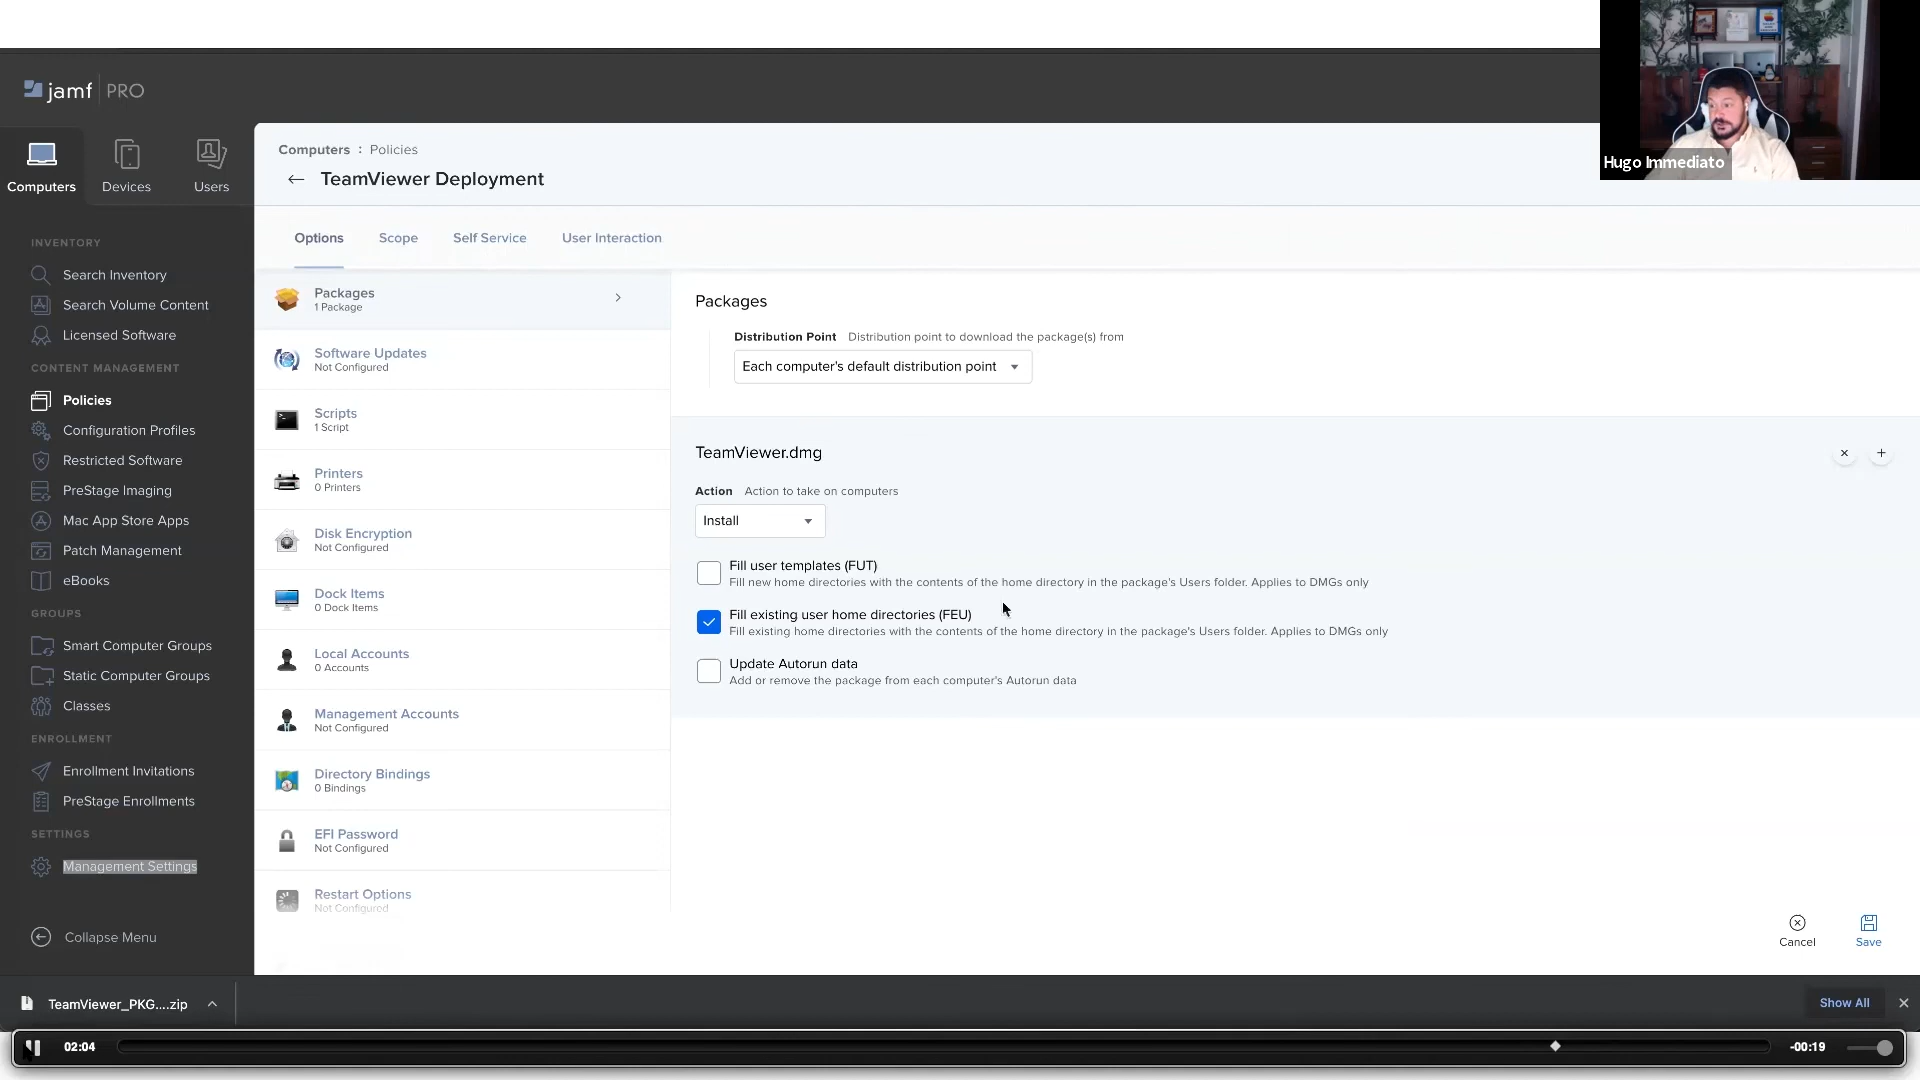 jamf PRO
Computers
Devices
Users
INVENTORY
Search Inventory
Search Volume Content
Licensed Software
CONTENT MANAGEMENT
Policies
Configuration Profiles
Restricted Software
PreStage Imaging
Mac App Store Apps
Patch Management
eBooks
GROUPS
Smart Computer Groups
Static Computer Groups
Classes
ENROLLMENT
Enrollment Invitations
PreStage Enrollments
SETTINGS
Management Settings
Collapse Menu
Computers : Policies
← TeamViewer Deployment
Options
Scope
Self Service
User Interaction
Packages
1 Package
Software Updates
Not Configured
Scripts
1 Script
Printers
0 Printers
Disk Encryption
Not Configured
Dock Items
0 Dock Items
Local Accounts
0 Accounts
Management Accounts
Not Configured
Directory Bindings
0 Bindings
EFI Password
Not Configured
Restart Options
Not Configured
Packages
Distribution Point Distribution point to download the package(s) from
Each computer's default distribution point
TeamViewer.dmg
Action Action to take on computers
Install
Fill user templates (FUT)
Fill new home directories with the contents of the home directory in the package's Users folder. Applies to DMGs only
Fill existing user home directories (FEU)
Fill existing home directories with the contents of the home directory in the package's Users folder. Applies to DMGs only
Update Autorun data
Add or remove the package from each computer's Autorun data
Cancel
Save
Hugo Immediato
TeamViewer_PKG....zip
Show All
02:04
-00:19